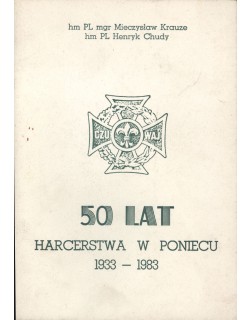 hm PL mgr Mieczysław Krauze
hm PL Henryk Chudy
CZU WAJ
50 LAT
HARCERSTWA W PONIECU
1933 – 1983